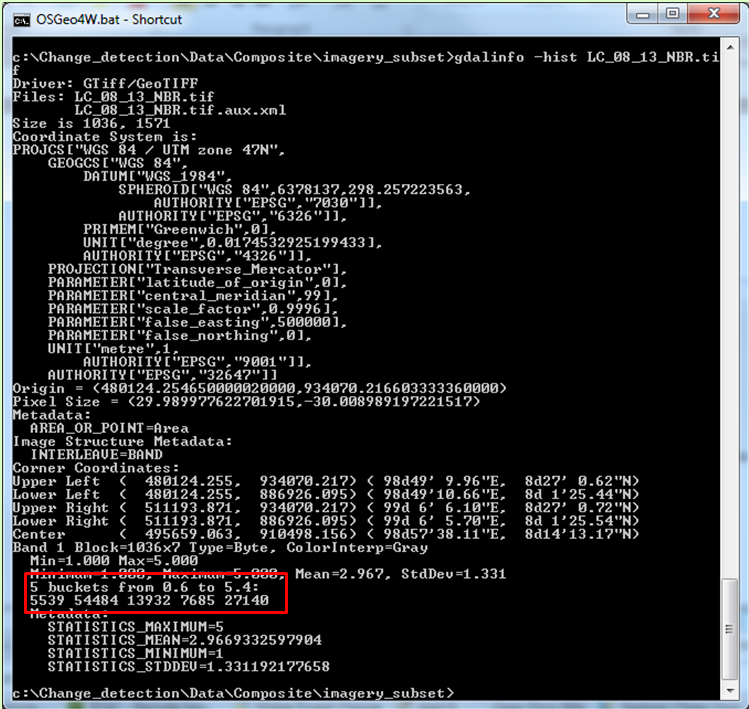 OSGeo4W.bat - Shortcut
c:\Change_detection\Data\Composite\imagery_subset>gdalinfo -hist LC_08_13_NBR.ti
f
Driver: GTiff/GeoTIFF
Files: LC_08_13_NBR.tif
LC_08_13_NBR.tif.aux.xml
Size is 1036, 1571
Coordinate System is:
PROJCS["WGS 84 / UTM zone 47N",
GEOGCS["WGS 84",
DATUM["WGS_1984",
SPHEROID["WGS 84",6378137,298.257223563,
AUTHORITY["EPSG","7030"]],
AUTHORITY["EPSG","6326"]],
PRIMEM["Greenwich",0],
UNIT["degree",0.0174532925199433],
AUTHORITY["EPSG","4326"]],
PROJECTION["Transverse_Mercator"],
PARAMETER["latitude_of_origin",0],
PARAMETER["central_meridian",99],
PARAMETER["scale_factor",0.9996],
PARAMETER["false_easting",500000],
PARAMETER["false_northing",0],
UNIT["metre",1,
AUTHORITY["EPSG","9001"]],
AUTHORITY["EPSG","32647"]]
Origin = (480124.254650000020000,934070.216603333360000)
Pixel Size = (29.989977622701915,-30.008989197221517)
Metadata:
AREA_OR_POINT=Area
Image Structure Metadata:
INTERLEAVE=BAND
Corner Coordinates:
Upper Left  (  480124.255,  934070.217) ( 98d49' 9.96"E,  8d27' 0.62"N)
Lower Left  (  480124.255,  886926.095) ( 98d49'10.66"E,  8d 1'25.44"N)
Upper Right (  511193.871,  934070.217) ( 99d 6' 6.10"E,  8d27' 0.72"N)
Lower Right (  511193.871,  886926.095) ( 99d 6' 5.70"E,  8d 1'25.54"N)
Center      (  495659.063,  910498.156) ( 98d57'38.11"E,  8d14'13.17"N)
Band 1 Block=1036x7 Type=Byte, ColorInterp=Gray
Min=1.000 Max=5.000
Minimum=1.000, Maximum=5.000, Mean=2.967, StdDev=1.331
5 buckets from 0.6 to 5.4:
5539 54484 13932 7685 27140
Metadata:
STATISTICS_MAXIMUM=5
STATISTICS_MEAN=2.9669332597904
STATISTICS_MINIMUM=1
STATISTICS_STDDEV=1.331192177658
c:\Change_detection\Data\Composite\imagery_subset>